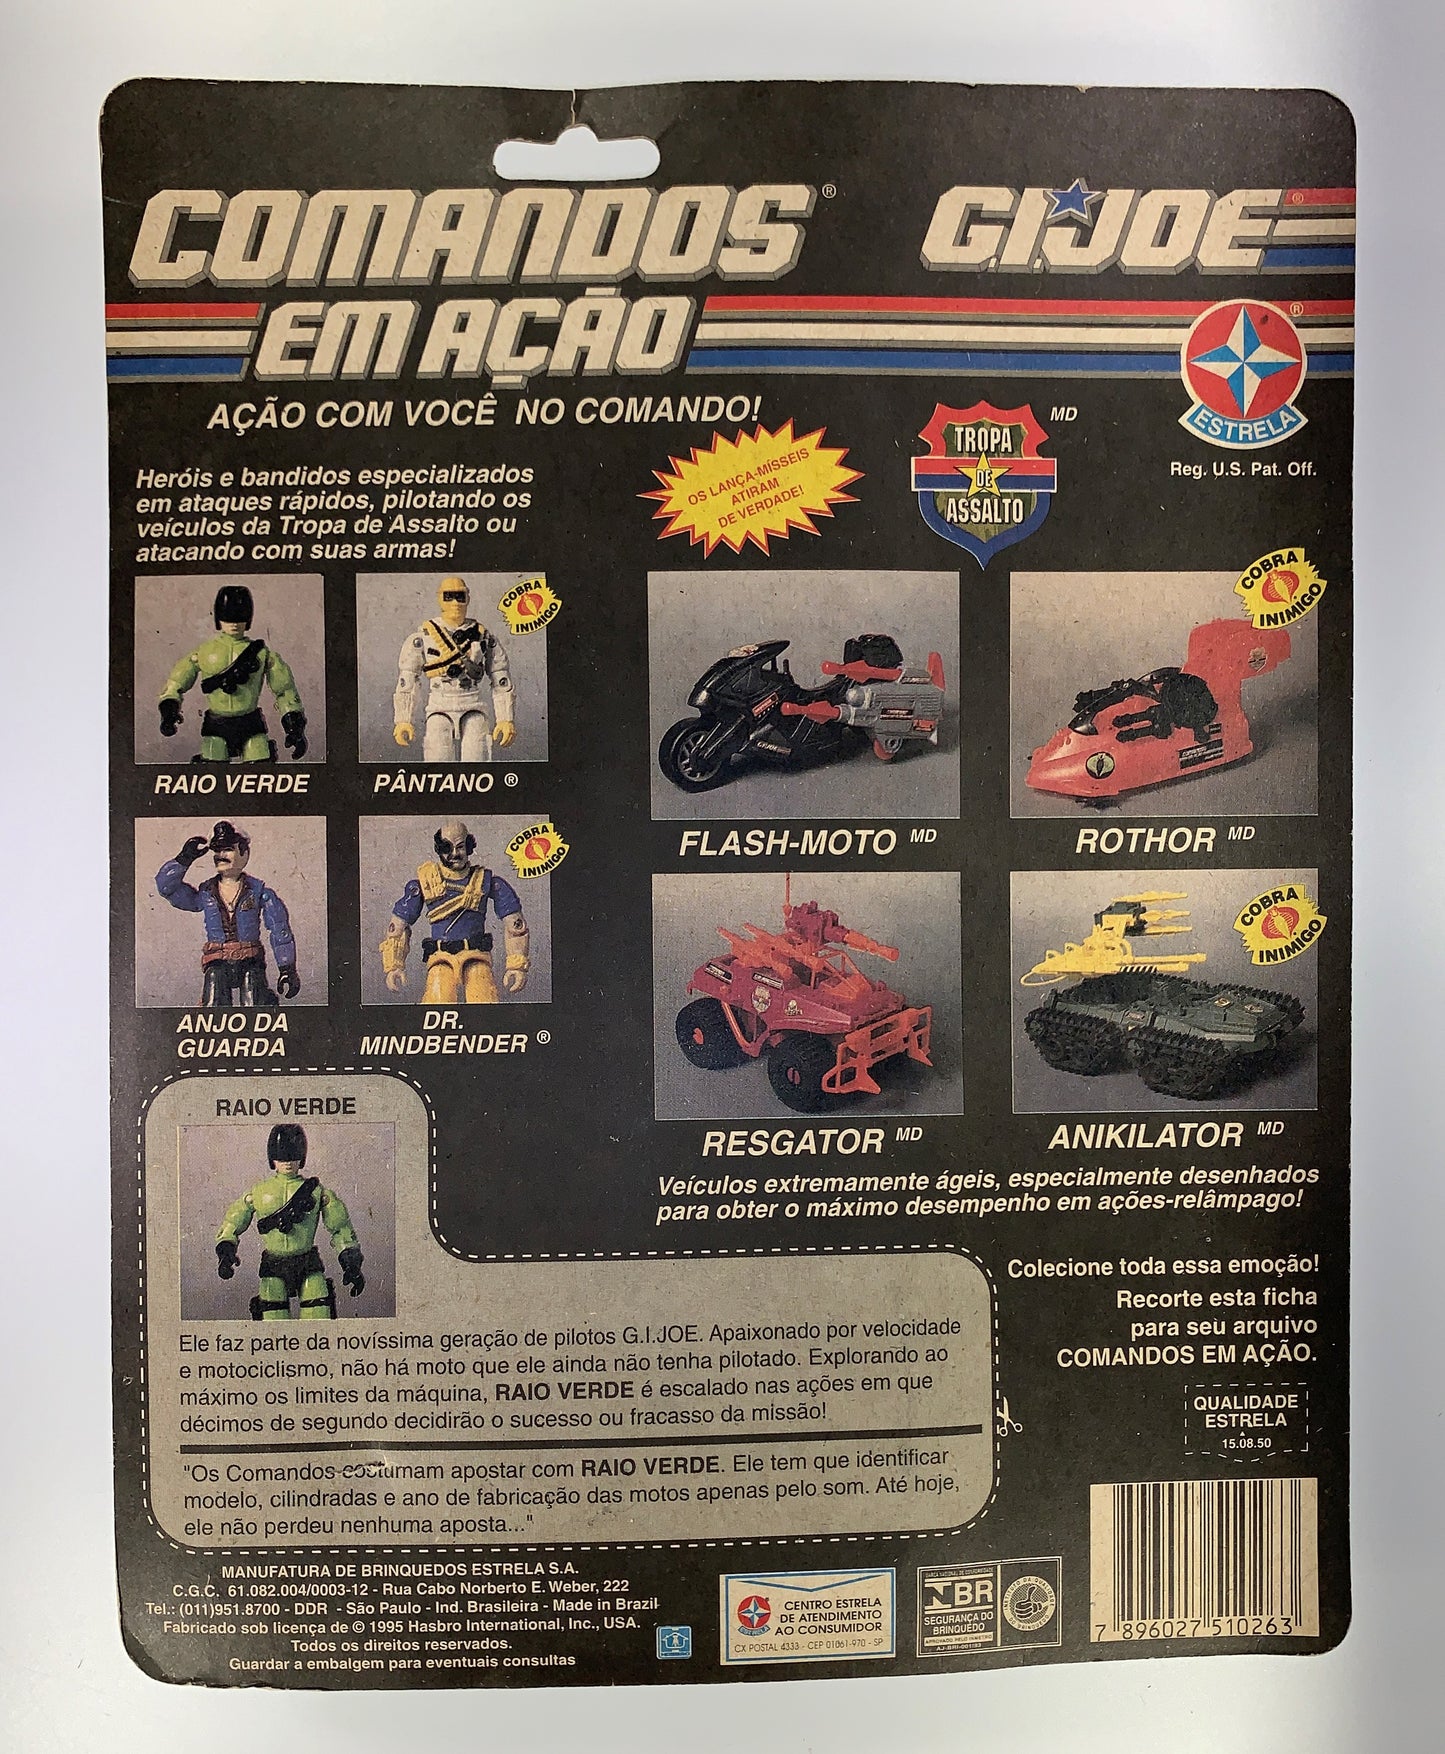 COMANDOS ®
EM AÇÃO
G.I.JOE ®
AÇÃO COM VOCÊ NO COMANDO!
ESTRELA ®
Reg. U.S. Pat. Off.
Heróis e bandidos especializados
em ataques rápidos, pilotando os
veículos da Tropa de Assalto ou
atacando com suas armas!
OS LANÇA-MÍSSEIS
ATIRAM
DE VERDADE!
TROPA
DE
ASSALTO
MD
RAIO VERDE
COBRA
INIMIGO
PÂNTANO ®
ANJO DA
GUARDA
COBRA
INIMIGO
DR.
MINDBENDER ®
FLASH-MOTO MD
COBRA
INIMIGO
ROTHOR MD
RESGATOR MD
COBRA
INIMIGO
ANIKILATOR MD
Veículos extremamente ágeis, especialmente desenhados
para obter o máximo desempenho em ações-relâmpago!
RAIO VERDE
Ele faz parte da novíssima geração de pilotos G.I.JOE. Apaixonado por velocidade
e motociclismo, não há moto que ele ainda não tenha pilotado. Explorando ao
máximo os limites da máquina, RAIO VERDE é escalado nas ações em que
décimos de segundo decidirão o sucesso ou fracasso da missão!
"Os Comandos costumam apostar com RAIO VERDE. Ele tem que identificar
modelo, cilindradas e ano de fabricação das motos apenas pelo som. Até hoje,
ele não perdeu nenhuma aposta..."
Colecione toda essa emoção!
Recorte esta ficha
para seu arquivo
COMANDOS EM AÇÃO.
QUALIDADE
ESTRELA
15.08.50
MANUFATURA DE BRINQUEDOS ESTRELA S.A.
C.G.C. 61.082.004/0003-12 - Rua Cabo Norberto E. Weber, 222
Tel.: (011)951.8700 - DDR - São Paulo - Ind. Brasileira - Made in Brazil
Fabricado sob licença de © 1995 Hasbro International, Inc., USA.
Todos os direitos reservados.
Guardar a embalgem para eventuais consultas
ESTRELA
CENTRO ESTRELA
DE ATENDIMENTO
AO CONSUMIDOR
CX POSTAL 4333 - CEP 01061-970 - SP
MARCA NACIONAL DE CONFORMIDADE
NBR
SEGURANÇA DO
BRINQUEDO
APROVADO PELO INMETRO
7 896027 510263